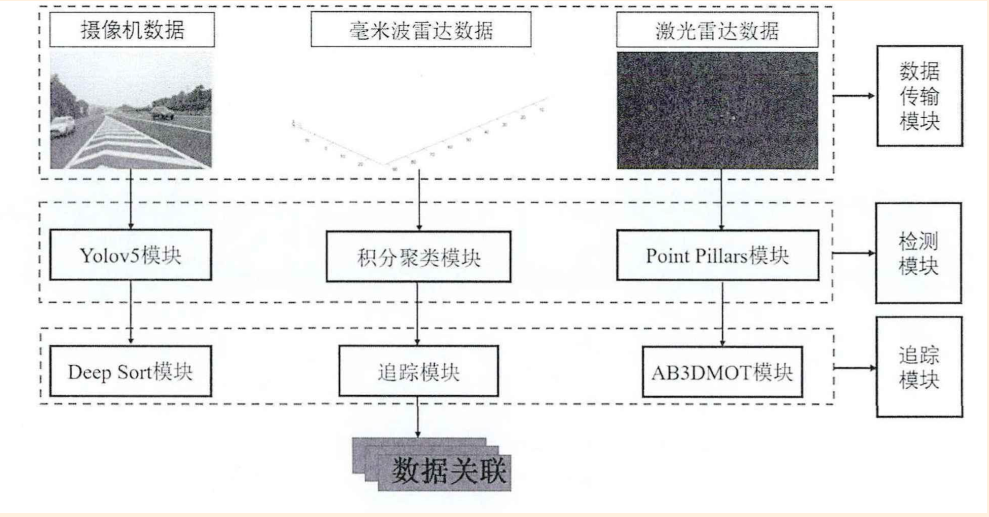 摄像机数据
毫米波雷达数据
激光雷达数据
数据
传输
模块
Yolov5模块
积分聚类模块
Point Pillars模块
检测
模块
Deep Sort模块
追踪模块
AB3DMOT模块
追踪
模块
数据关联